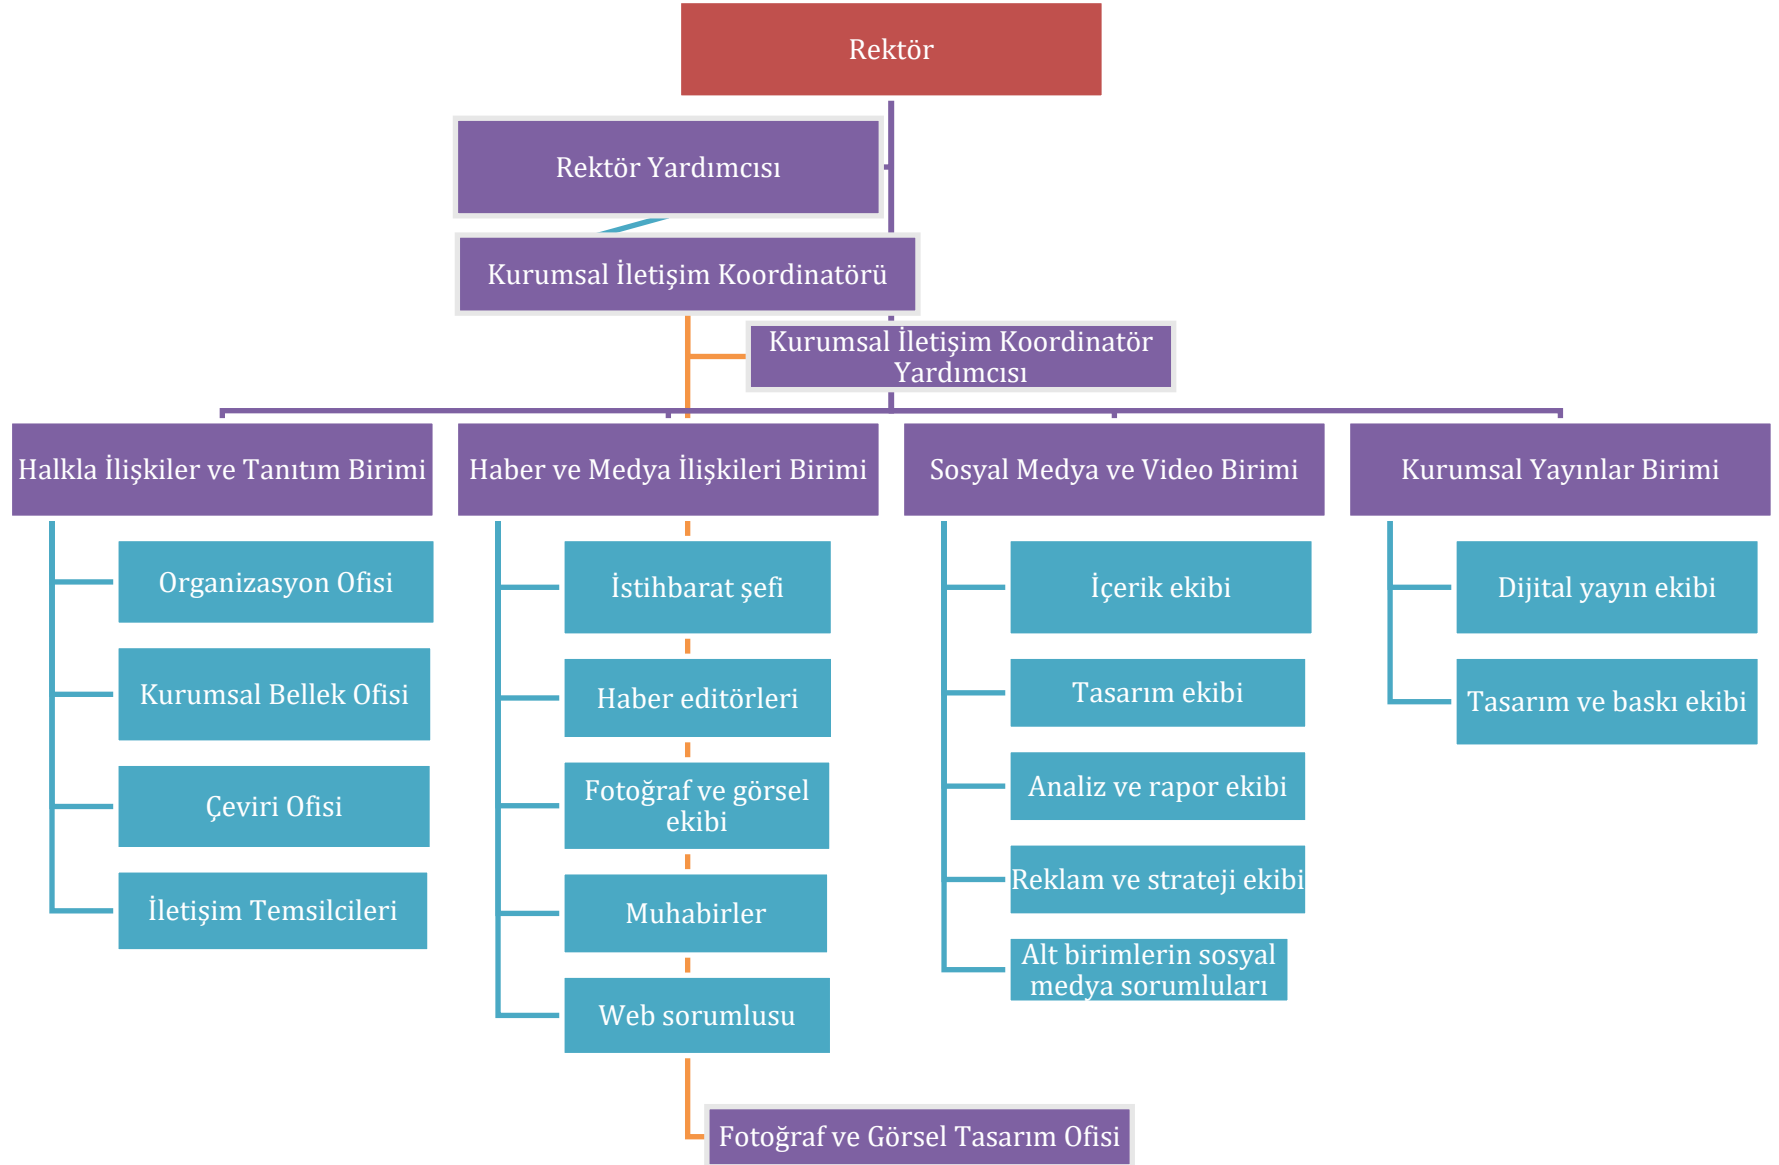 Rektör
Rektör Yardımcısı
Kurumsal İletişim Koordinatörü
Kurumsal İletişim Koordinatör
Yardımcısı
Halkla İlişkiler ve Tanıtım Birimi
Organizasyon Ofisi
Kurumsal Bellek Ofisi
Çeviri Ofisi
İletişim Temsilcileri
Haber ve Medya İlişkileri Birimi
İstihbarat şefi
Haber editörleri
Fotoğraf ve görsel
ekibi
Muhabirler
Web sorumlusu
Sosyal Medya ve Video Birimi
İçerik ekibi
Tasarım ekibi
Analiz ve rapor ekibi
Reklam ve strateji ekibi
Alt birimlerin sosyal
medya sorumluları
Kurumsal Yayınlar Birimi
Dijital yayın ekibi
Tasarım ve baskı ekibi
Fotoğraf ve Görsel Tasarım Ofisi